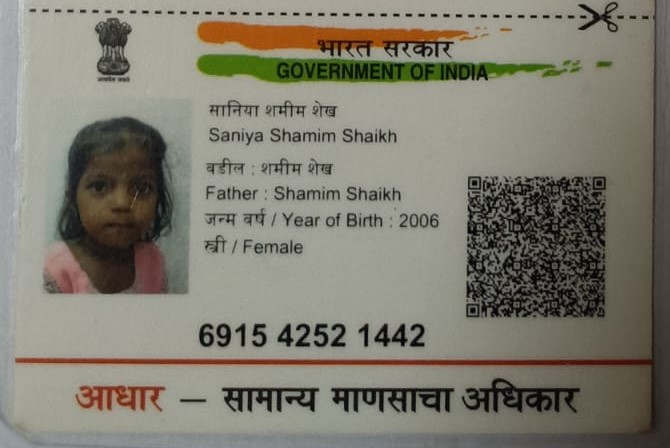 भारत सरकार
GOVERNMENT OF INDIA
सानिया शमीम शेख
Saniya Shamim Shaikh
वडील : शमीम शेख
Father : Shamim Shaikh
जन्म वर्ष / Year of Birth : 2006
स्त्री / Female
6915 4252 1442
आधार — सामान्य माणसाचा अधिकार